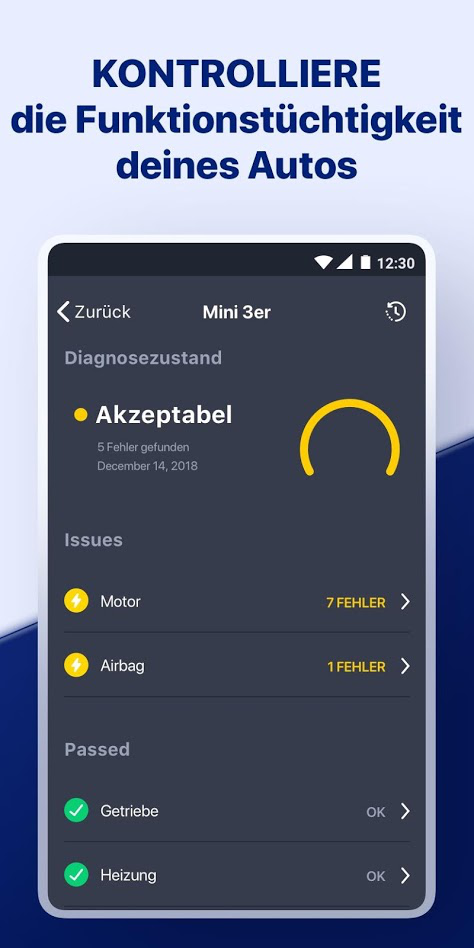 KONTROLLIERE
die Funktionstüchtigkeit
deines Autos
12:30
Zurück
Mini 3er
Diagnosezustand
Akzeptabel
5 Fehler gefunden
December 14, 2018
Issues
Motor 7 FEHLER
Airbag 1 FEHLER
Passed
Getriebe OK
Heizung OK